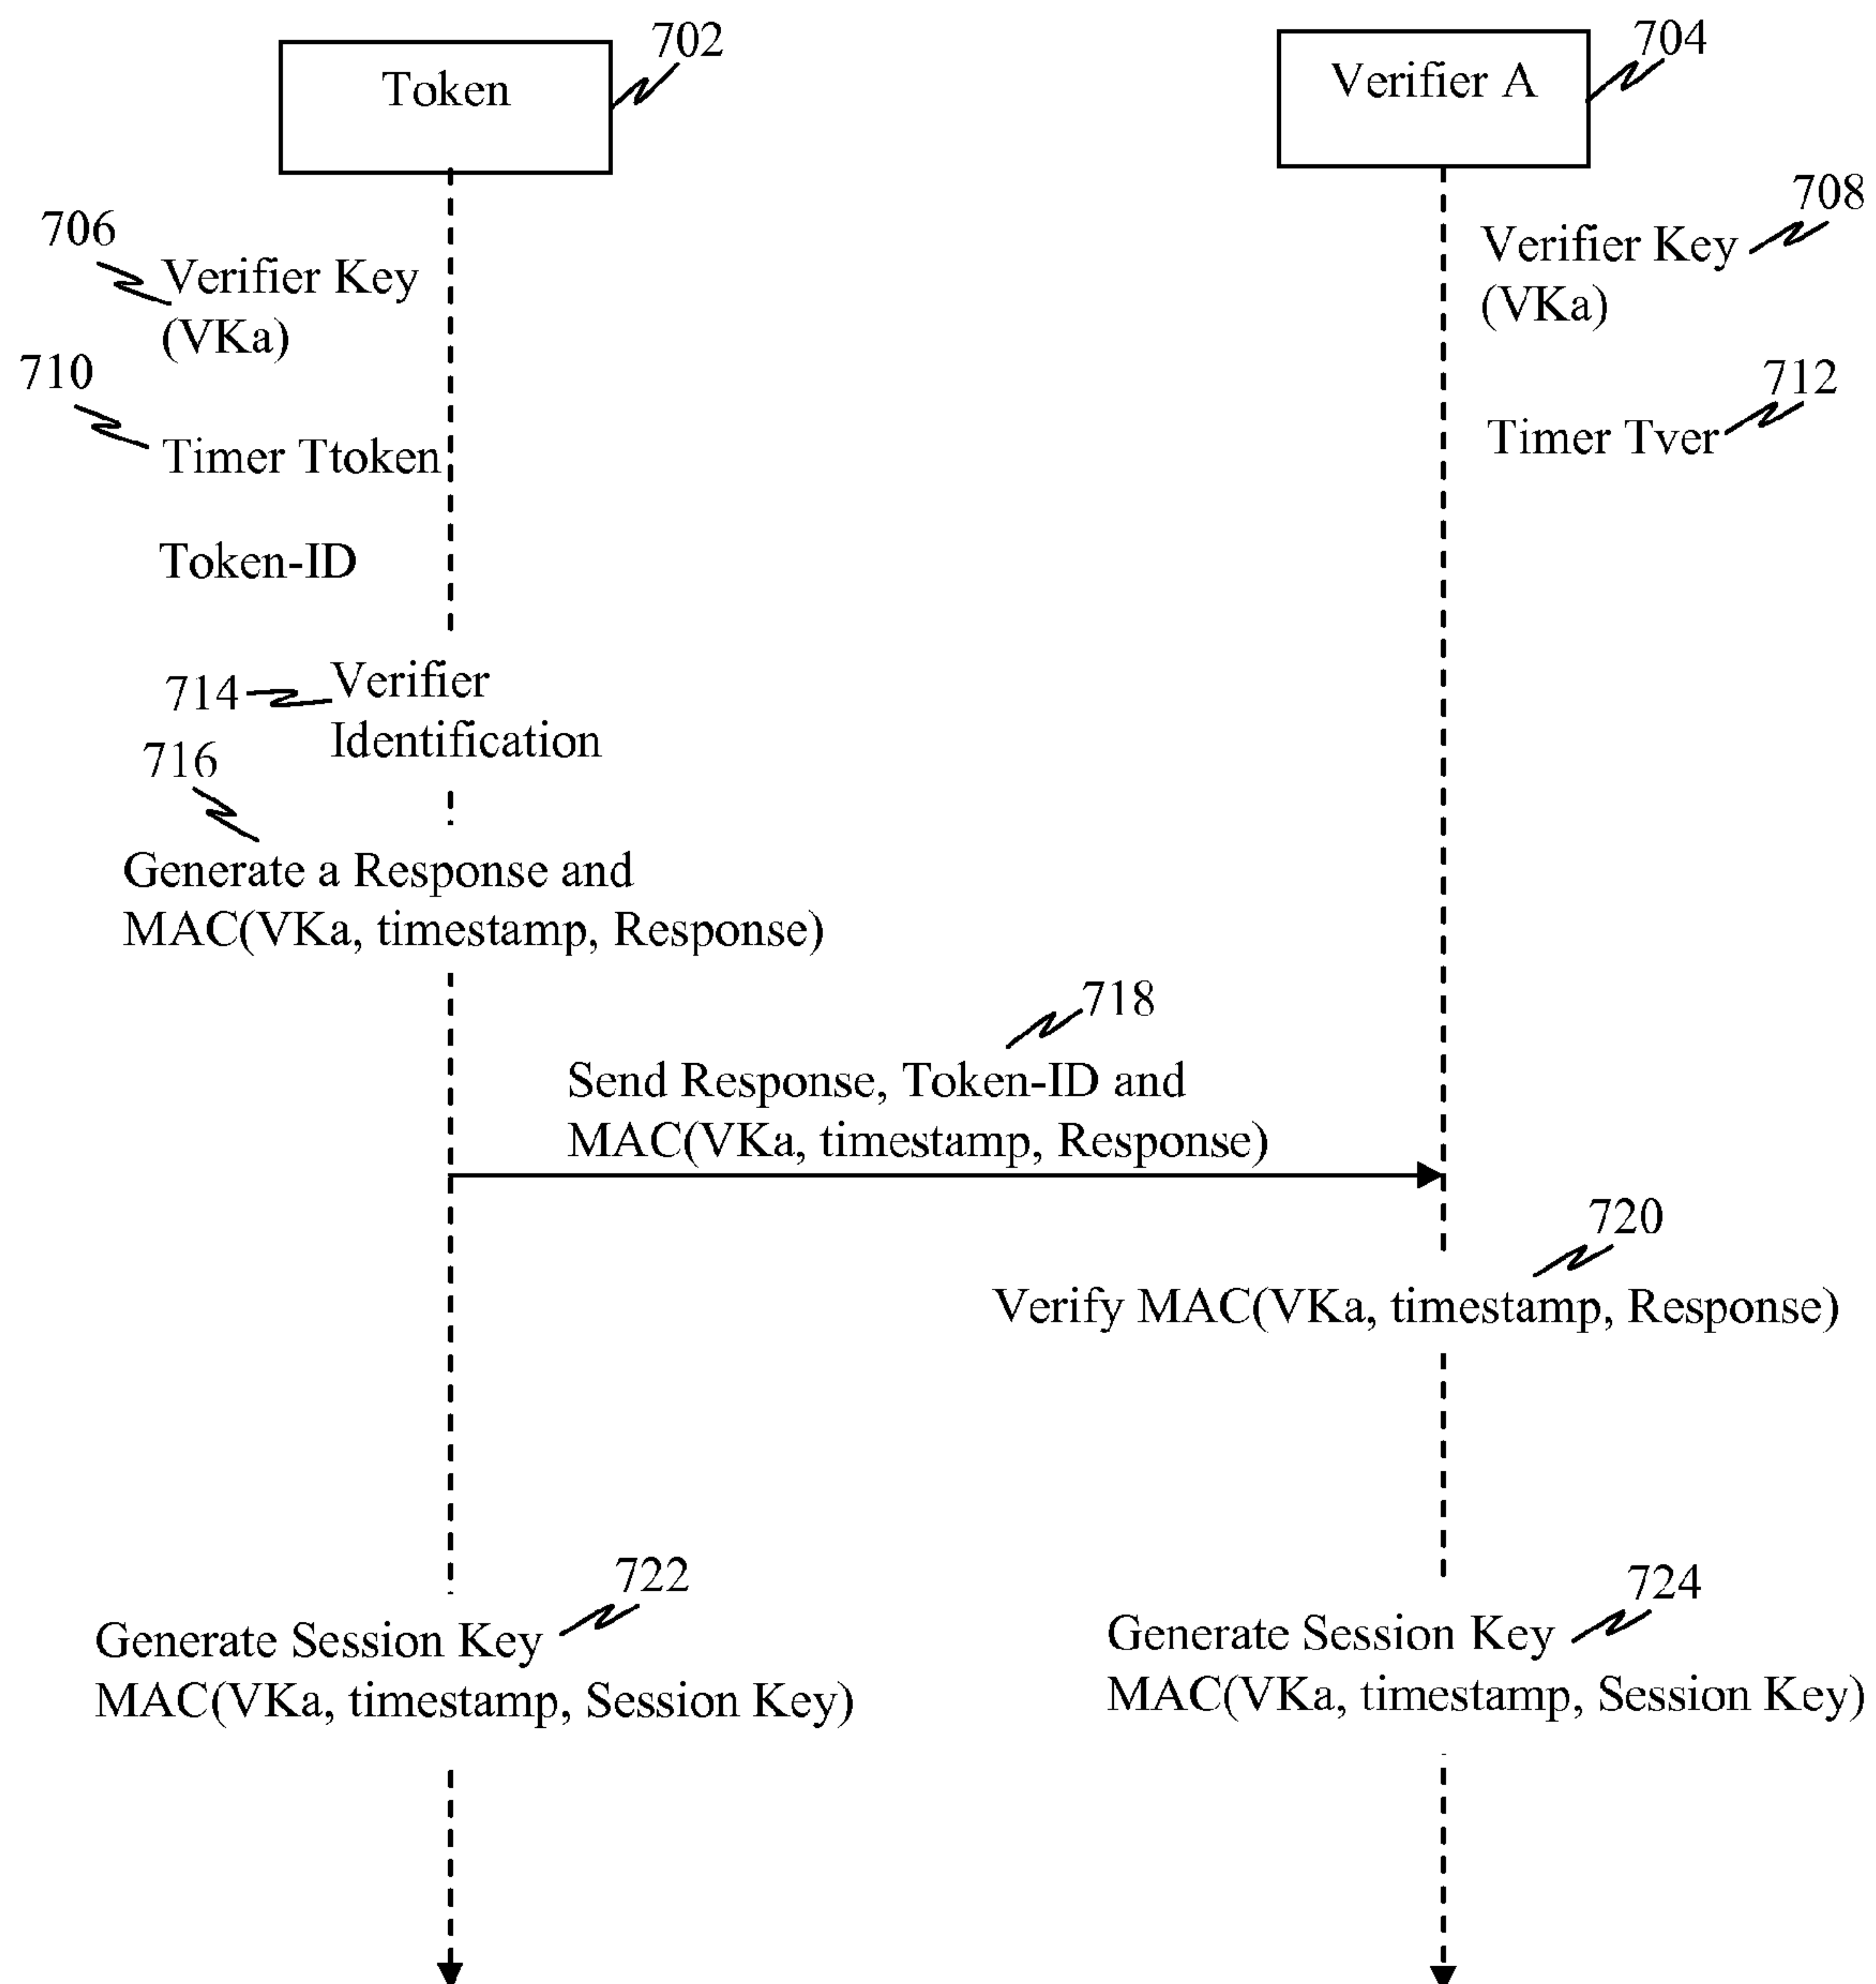 702
Token
704
Verifier A
706
Verifier Key
(VKa)
708
Verifier Key
(VKa)
710
Timer Ttoken
712
Timer Tver
Token-ID
714
Verifier
Identification
716
Generate a Response and
MAC(VKa, timestamp, Response)
718
Send Response, Token-ID and
MAC(VKa, timestamp, Response)
720
Verify MAC(VKa, timestamp, Response)
722
Generate Session Key
MAC(VKa, timestamp, Session Key)
724
Generate Session Key
MAC(VKa, timestamp, Session Key)